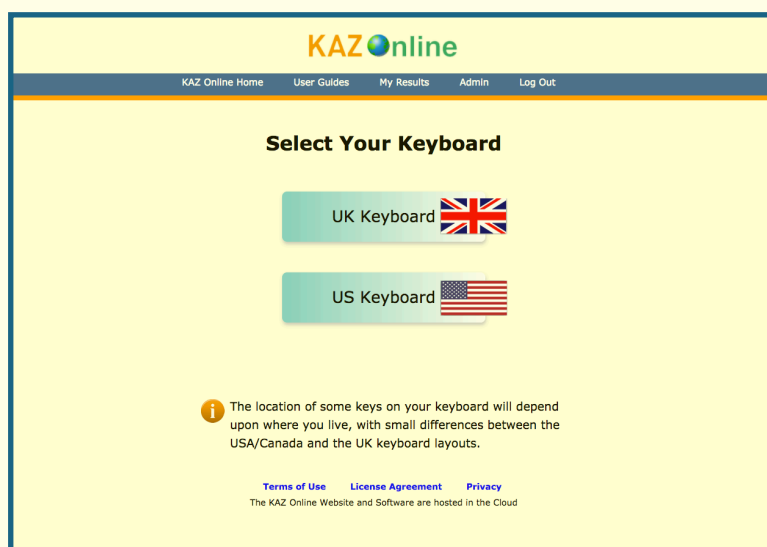 KAZ Online
KAZ Online Home User Guides My Results Admin Log Out
Select Your Keyboard
UK Keyboard
US Keyboard
i The location of some keys on your keyboard will depend
upon where you live, with small differences between the
USA/Canada and the UK keyboard layouts.
Terms of Use License Agreement Privacy
The KAZ Online Website and Software are hosted in the Cloud